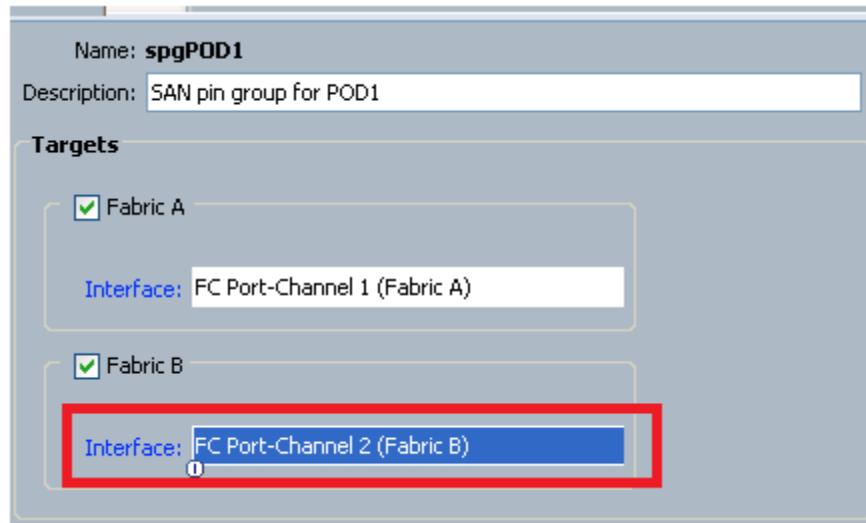 Name: spgPOD1
Description: SAN pin group for POD1
Targets
Fabric A
Interface: FC Port-Channel 1 (Fabric A)
Fabric B
Interface: FC Port-Channel 2 (Fabric B)